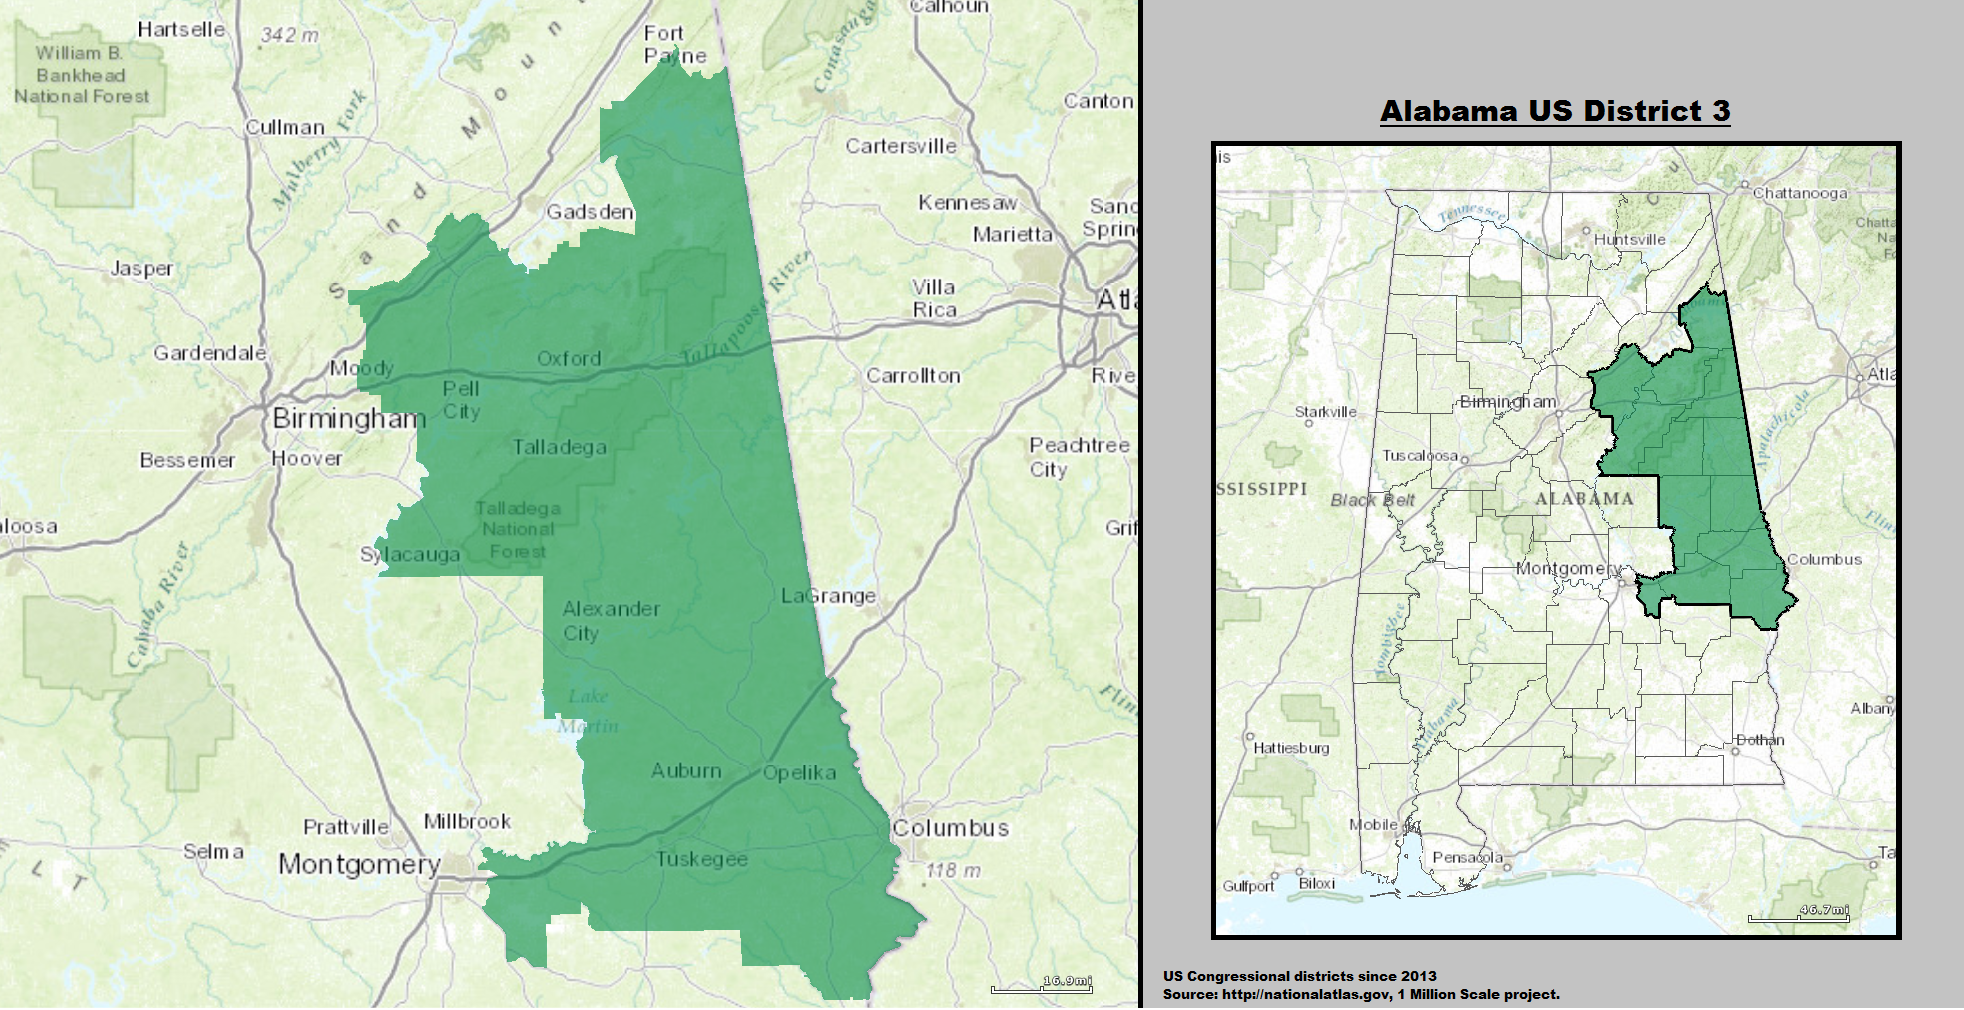 Hartselle
342 m
William B.
Bankhead
National Forest
Fort
Payne
Calhoun
Conasauga
Canton
Cullman
Mulberry Fork
Sand Moun
Cartersville
Kennesaw
Marietta
Sand
Spring
Gadsden
Jasper
Tallapoosa River
Villa
Rica
Atla
Gardendale
Moody
Oxford
Pell
City
Carrollton
Rive
Birmingham
Talladega
Peachtree
City
Bessemer
Hoover
aloosa
Talladega
National
Forest
Grif
Sylacauga
Cahaba River
LaGrange
Alexander
City
Lake
Martin
Flin
Auburn
Opelika
Prattville
Millbrook
Columbus
Selma
Montgomery
Tuskegee
118 m
L T
16.9mi
Alabama US District 3
is
Chattanooga
Tennessee
Huntsville
Chatta
Na
Fo
C u
Atla
Birmingham
Starkville
Apalachicola
Tuscaloosa
SSISSIPPI
Black Belt
ALABAMA
Flin
Montgomery
Columbus
Tombigbee
Alabama
Albany
Hattiesburg
Dothan
Mobile
Pensacola
Ta
Gulfport
Biloxi
46.7mi
US Congressional districts since 2013
Source: http://nationalatlas.gov, 1 Million Scale project.